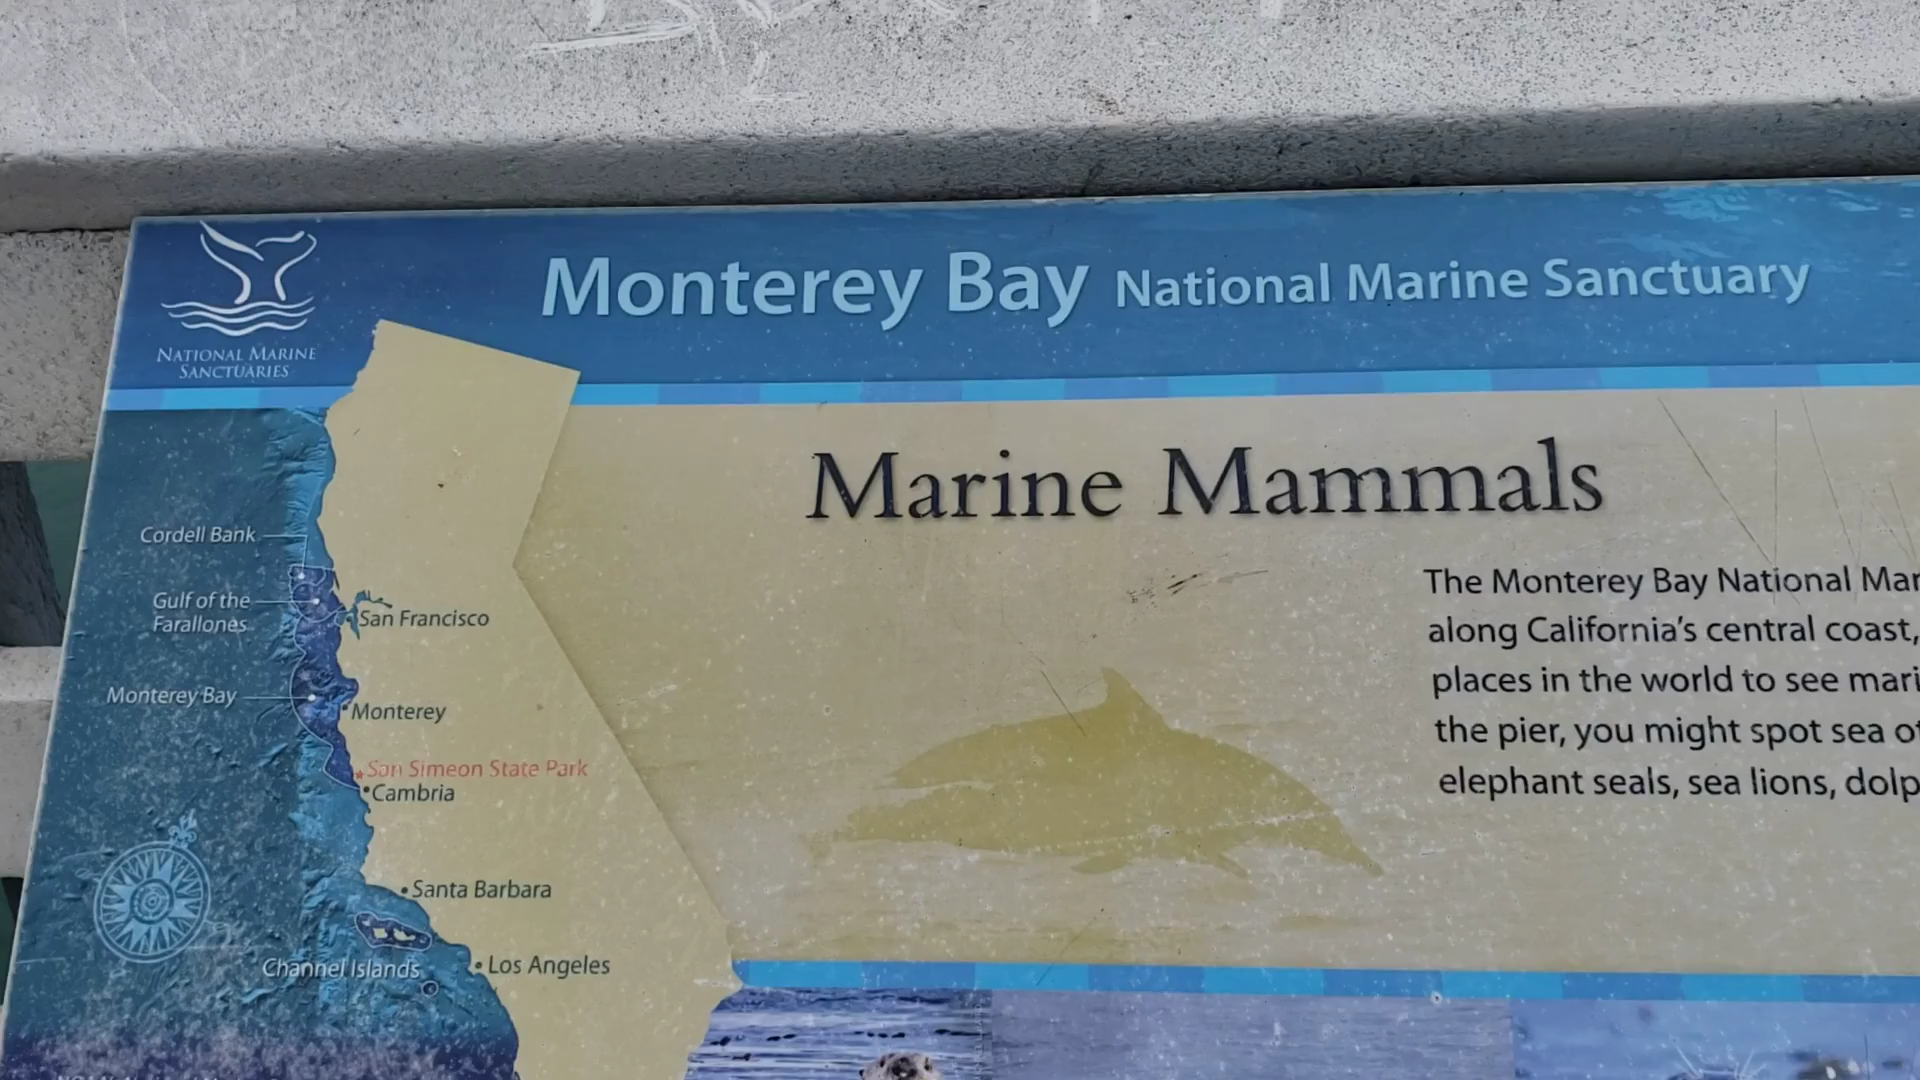 Monterey Bay National Marine Sanctuary
NATIONAL MARINE
SANCTUARIES
Marine Mammals
Cordell Bank
Gulf of the
Farallones
San Francisco
Monterey Bay
Monterey
San Simeon State Park
Cambria
Santa Barbara
Channel Islands
Los Angeles
The Monterey Bay National Mar
along California's central coast,
places in the world to see mari
the pier, you might spot sea ot
elephant seals, sea lions, dolp